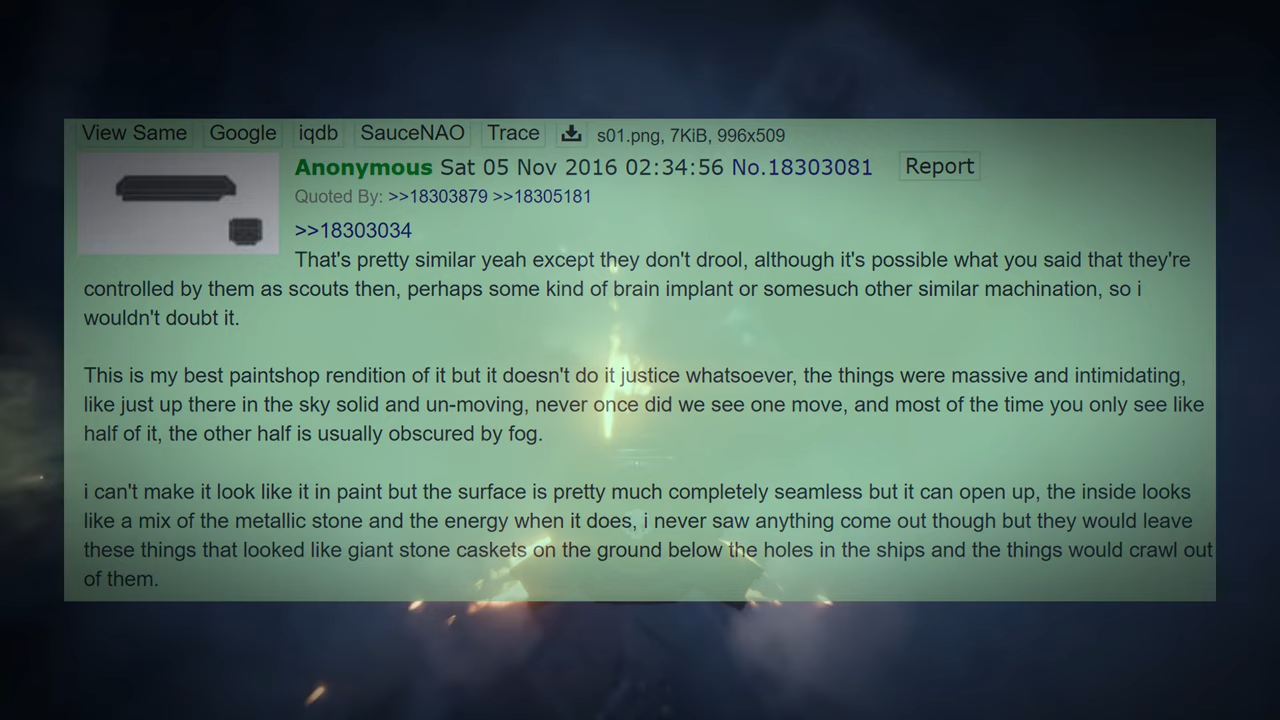 View Same Google iqdb SauceNAO Trace s01.png, 7KiB, 996x509
Anonymous Sat 05 Nov 2016 02:34:56 No.18303081 Report
Quoted By: >>18303879 >>18305181
>>18303034
That's pretty similar yeah except they don't drool, although it's possible what you said that they're
controlled by them as scouts then, perhaps some kind of brain implant or somesuch other similar machination, so i
wouldn't doubt it.
This is my best paintshop rendition of it but it doesn't do it justice whatsoever, the things were massive and intimidating,
like just up there in the sky solid and un-moving, never once did we see one move, and most of the time you only see like
half of it, the other half is usually obscured by fog.
i can't make it look like it in paint but the surface is pretty much completely seamless but it can open up, the inside looks
like a mix of the metallic stone and the energy when it does, i never saw anything come out though but they would leave
these things that looked like giant stone caskets on the ground below the holes in the ships and the things would crawl out
of them.